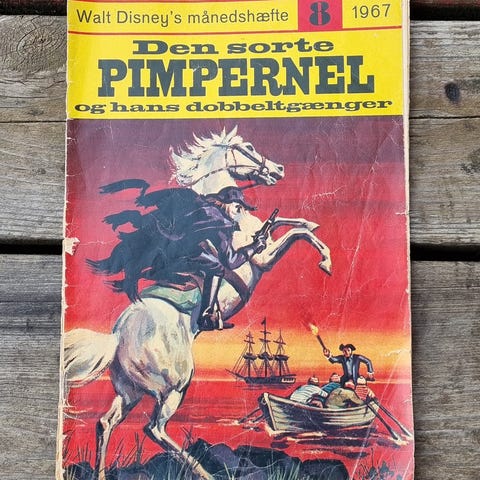 Walt Disney's månedshæfte 8 1967
Den sorte
PIMPERNEL
og hans dobbeltgænger